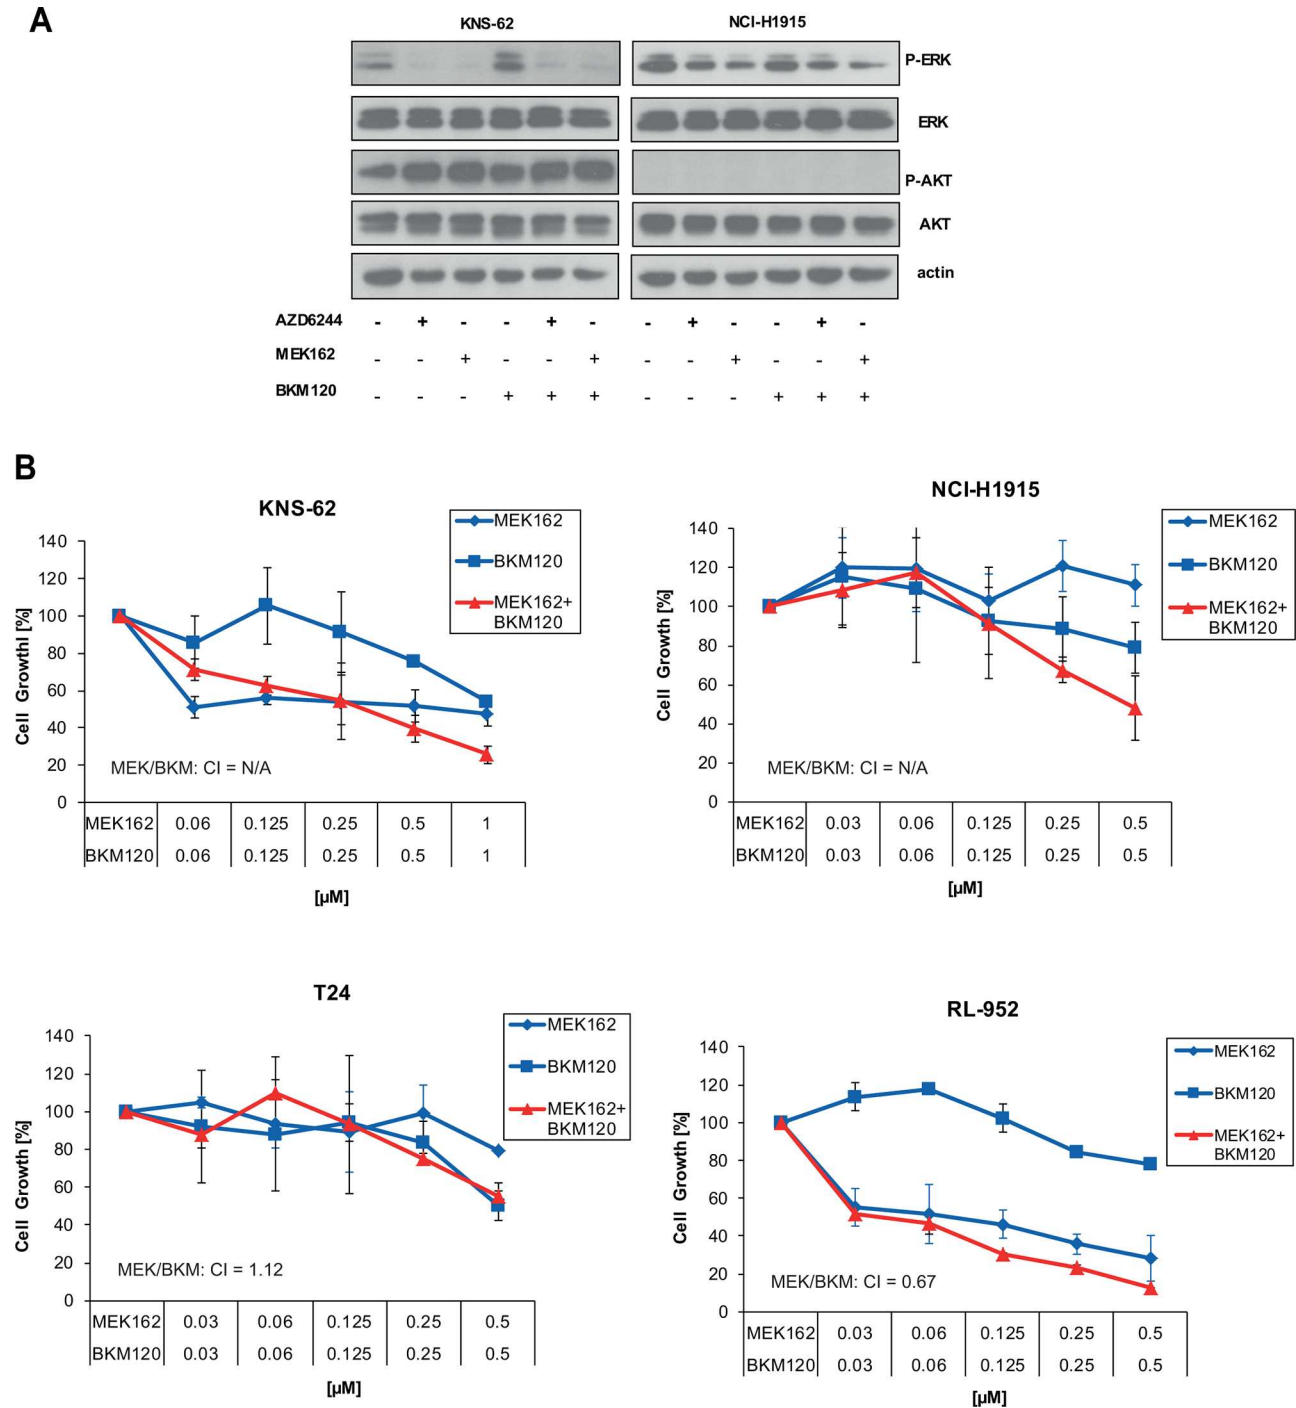 A
KNS-62 NCI-H1915
P-ERK
ERK
P-AKT
AKT
actin
AZD6244 - + - - + - - + - - + -
MEK162 - - + - - + - - + - - +
BKM120 - - - + + + - - - + + +
B
KNS-62
MEK162
BKM120
MEK162+
BKM120
Cell Growthl [%]
140
120
100
80
60
40
20
0
MEK/BKM: CI = N/A
MEK162 0.06 0.125 0.25 0.5 1
BKM120 0.06 0.125 0.25 0.5 1
[µM]
NCI-H1915
MEK162
BKM120
MEK162+
BKM120
Cell Growth [%]
140
120
100
80
60
40
20
0
MEK/BKM: CI = N/A
MEK162 0.03 0.06 0.125 0.25 0.5
BKM120 0.03 0.06 0.125 0.25 0.5
[µM]
T24
MEK162
BKM120
MEK162+
BKM120
Cell Growth [%]
140
120
100
80
60
40
20
0
MEK/BKM: CI = 1.12
MEK162 0.03 0.06 0.125 0.25 0.5
BKM120 0.03 0.06 0.125 0.25 0.5
[µM]
RL-952
MEK162
BKM120
MEK162+
BKM120
Cell Growth [%]
140
120
100
80
60
40
20
0
MEK/BKM: CI = 0.67
MEK162 0.03 0.06 0.125 0.25 0.5
BKM120 0.03 0.06 0.125 0.25 0.5
[µM]